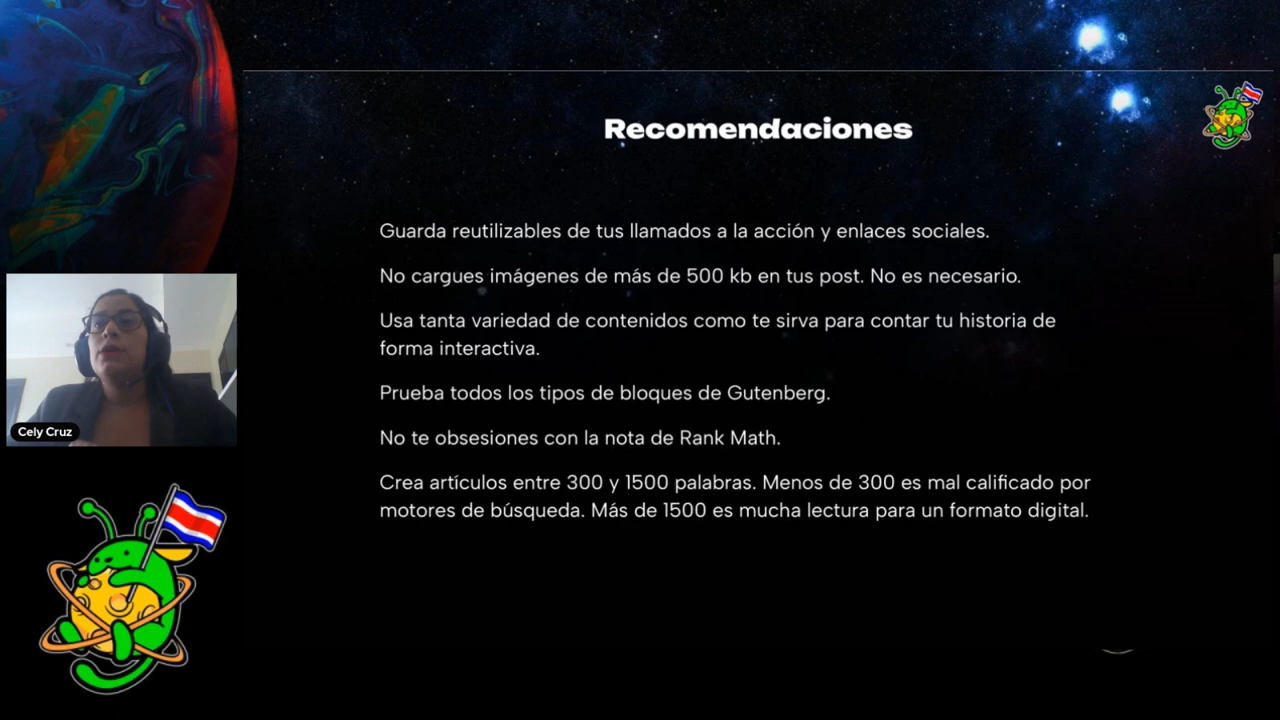 Recomendaciones
Guarda reutilizables de tus llamados a la acción y enlaces sociales.
No cargues imágenes de más de 500 kb en tus post. No es necesario.
Usa tanta variedad de contenidos como te sirva para contar tu historia de
forma interactiva.
Prueba todos los tipos de bloques de Gutenberg.
No te obsesiones con la nota de Rank Math.
Crea artículos entre 300 y 1500 palabras. Menos de 300 es mal calificado por
motores de búsqueda. Más de 1500 es mucha lectura para un formato digital.
Cely Cruz